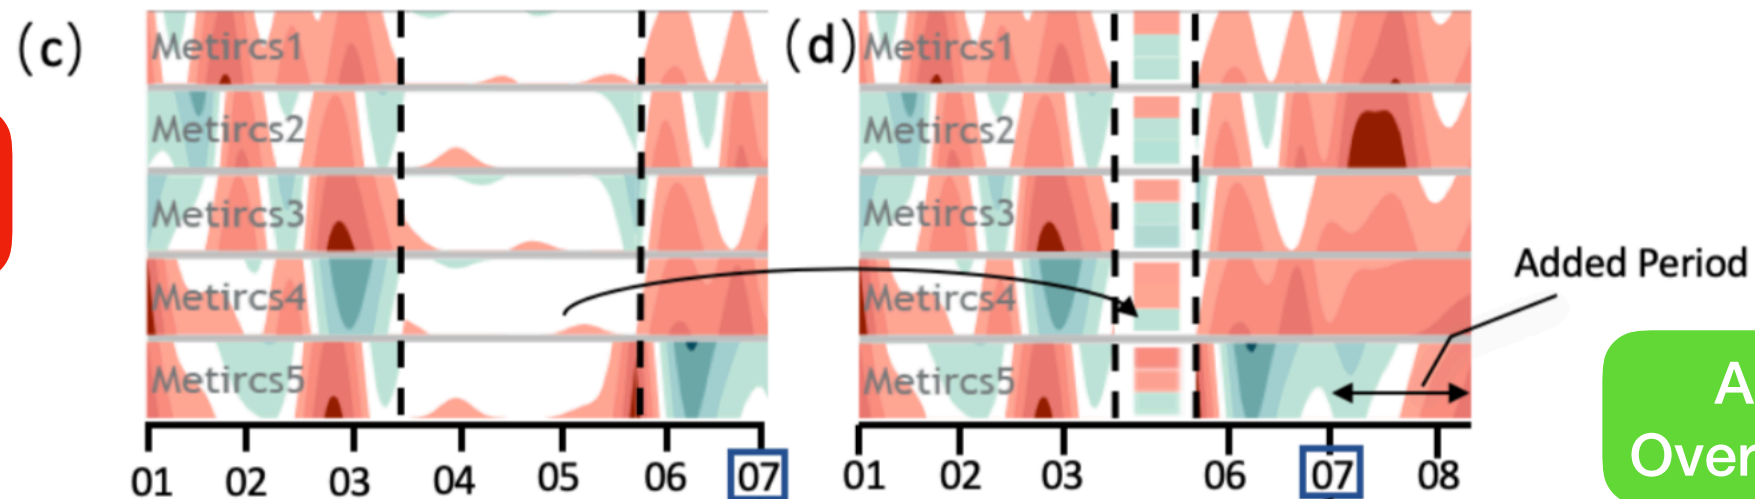 (c)
Metircs1
Metircs2
Metircs3
Metircs4
Metircs5
01 02 03 04 05 06 07
(d)
Metircs1
Metircs2
Metircs3
Metircs4
Metircs5
01 02 03 06 07 08
Added Period
A
Over